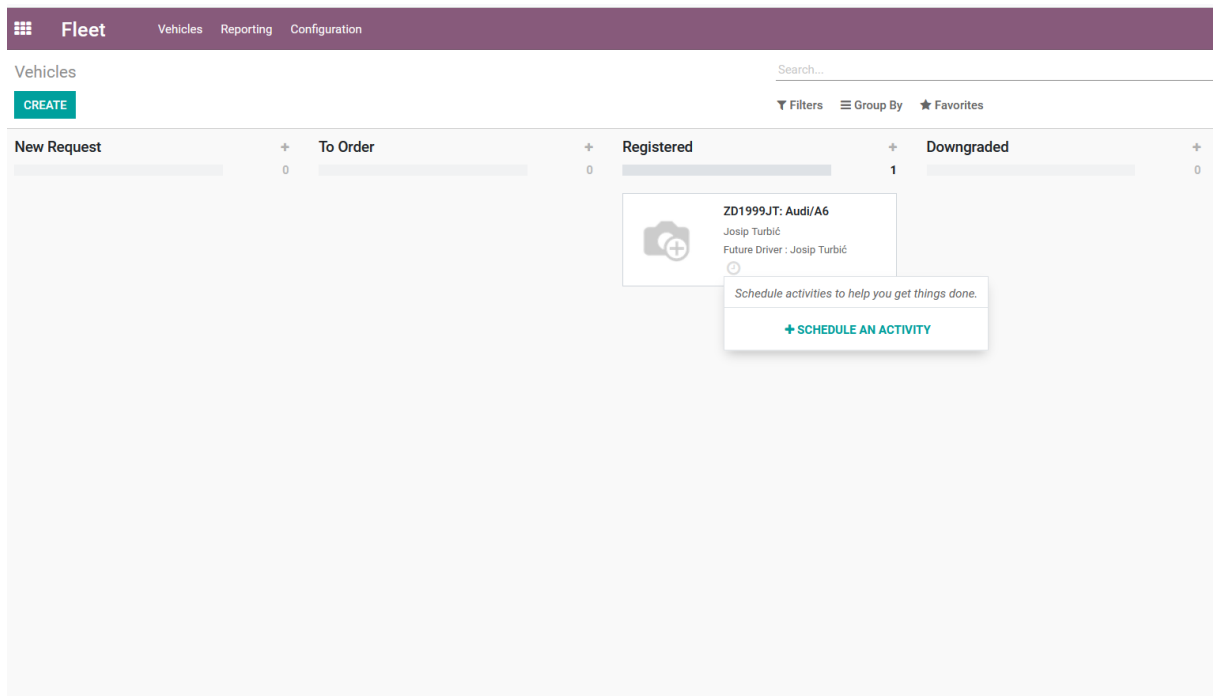 Fleet Vehicles Reporting Configuration
Vehicles
Search...
CREATE
Filters Group By Favorites
New Request + To Order + Registered + Downgraded +
0 0 1 0
ZD1999JT: Audi/A6
Josip Turbić
Future Driver : Josip Turbić
Schedule activities to help you get things done.
+ SCHEDULE AN ACTIVITY